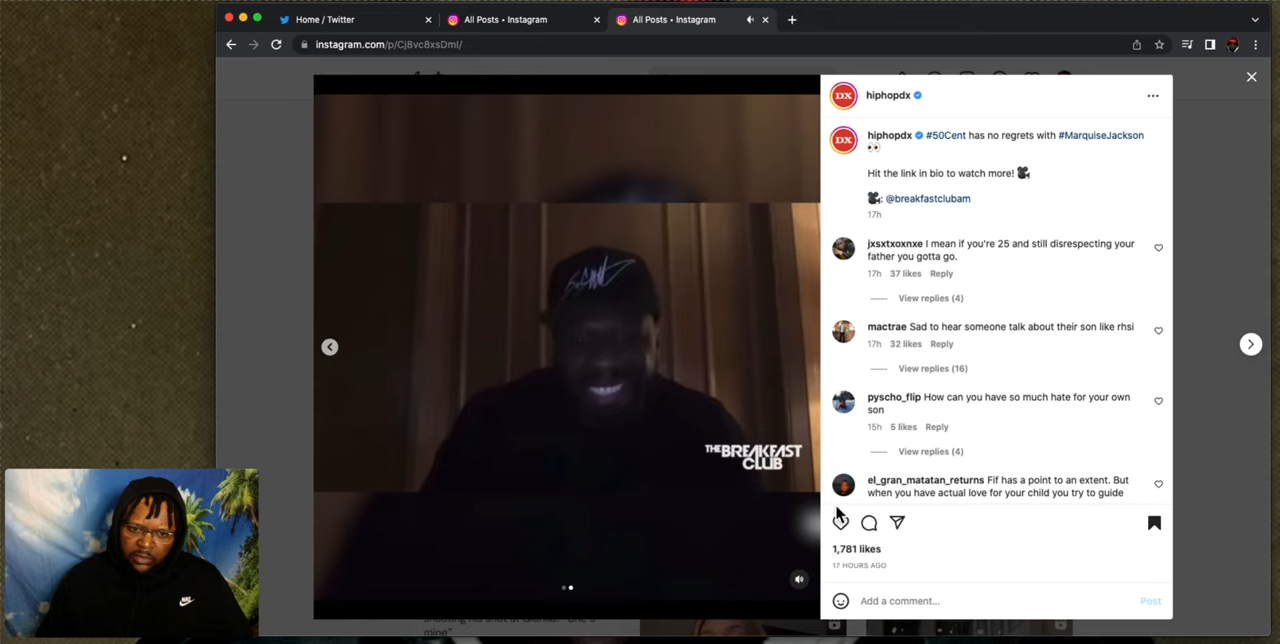 Home / Twitter
All Posts • Instagram
All Posts • Instagram
instagram.com/p/Cj8vc8xsDmI/
DX
hiphopdx
DX
hiphopdx #50Cent has no regrets with #MarquiseJackson
👀
Hit the link in bio to watch more! 🎥
🎥: @breakfastclubam
17h
jxsxtxoxnxe I mean if you're 25 and still disrespecting your
father you gotta go.
17h 37 likes Reply
View replies (4)
mactrae Sad to hear someone talk about their son like rhsi
17h 32 likes Reply
View replies (16)
pyscho_flip How can you have so much hate for your own
son
15h 5 likes Reply
View replies (4)
el_gran_matatan_returns Fif has a point to an extent. But
when you have actual love for your child you try to guide
1,781 likes
17 HOURS AGO
Add a comment...
Post
THE BREAKFAST
CLUB
NIKE
mine"